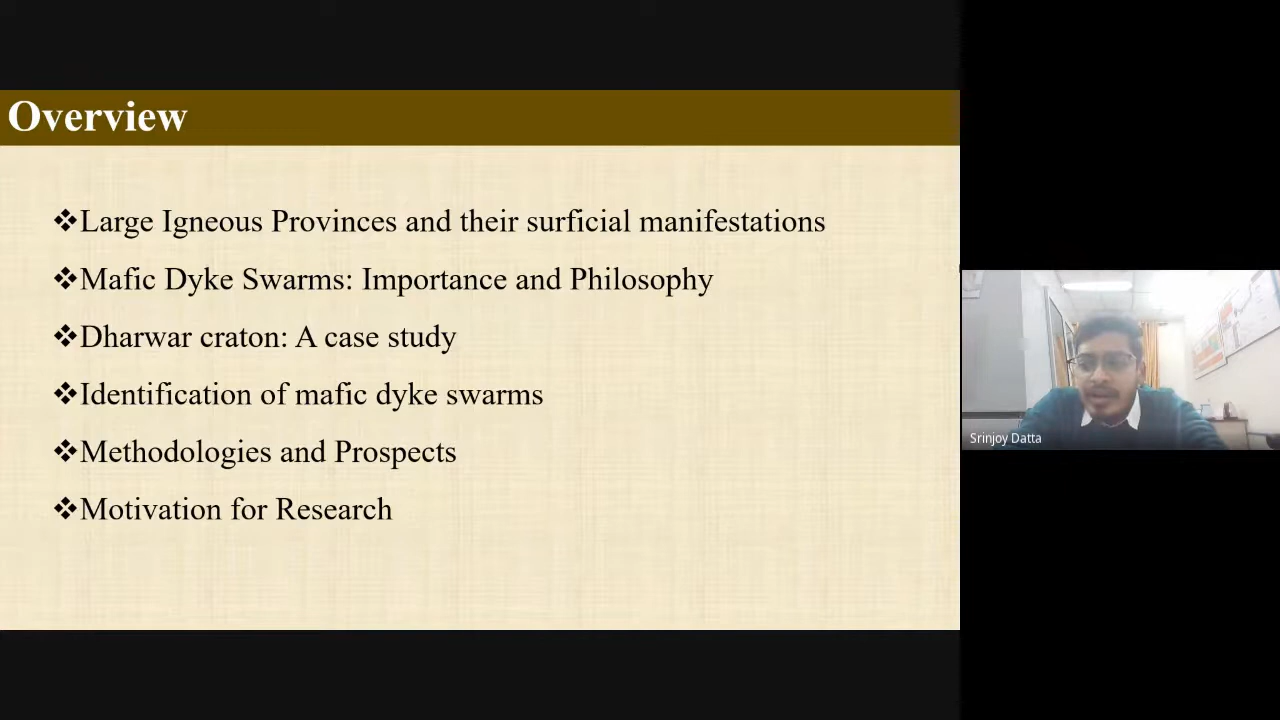 Overview
❖Large Igneous Provinces and their surficial manifestations
❖Mafic Dyke Swarms: Importance and Philosophy
❖Dharwar craton: A case study
❖Identification of mafic dyke swarms
❖Methodologies and Prospects
❖Motivation for Research
Srinjoy Datta